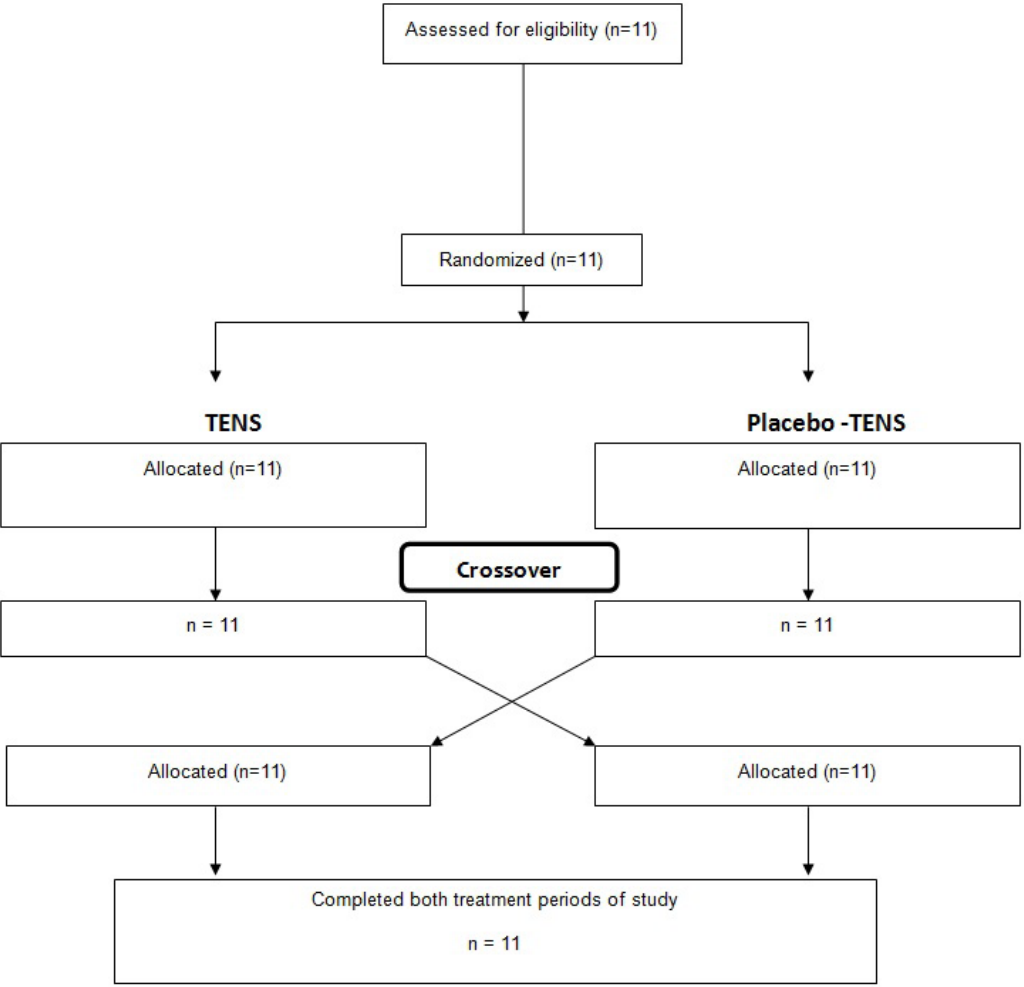 Assessed for eligibility (n=11)
Randomized (n=11)
TENS
Placebo -TENS
Allocated (n=11)
Allocated (n=11)
Crossover
n = 11
n = 11
Allocated (n=11)
Allocated (n=11)
Completed both treatment periods of study
n = 11